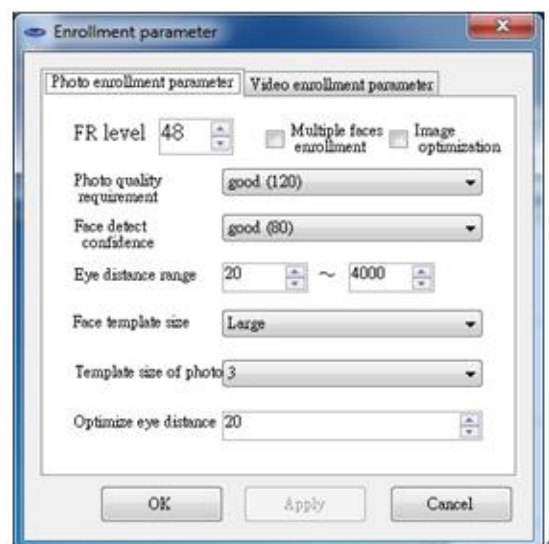 Enrollment parameter
Photo enrollment parameter Video enrollment parameter
FR level 48 Multiple faces enrollment Image optimization
Photo quality requirement good (120)
Face detect confidence good (80)
Eye distance range 20 ~ 4000
Face template size Large
Template size of photo 3
Optimize eye distance 20
OK Apply Cancel